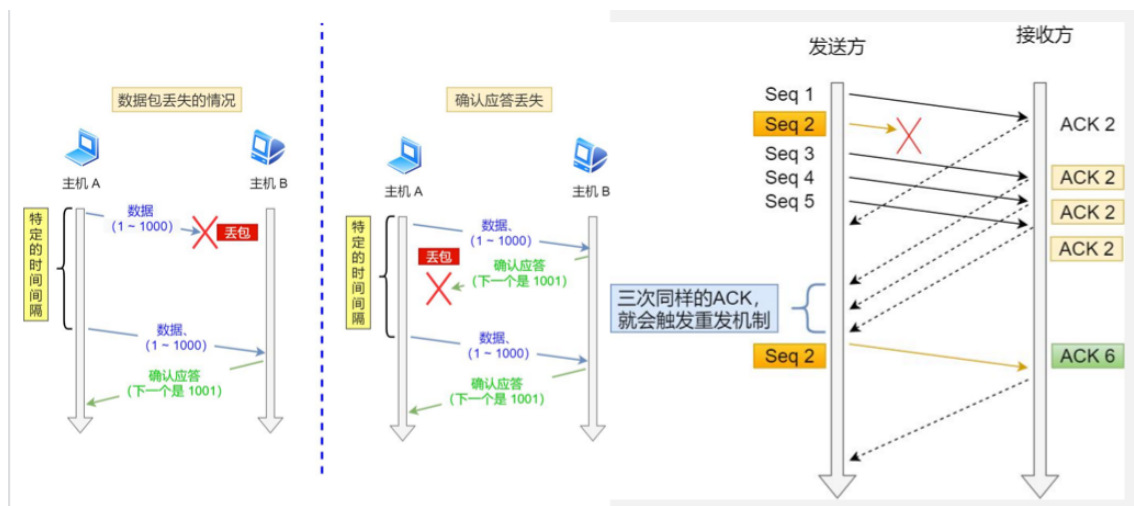 数据包丢失的情况
主机 A
主机 B
特定的时间间隔
数据
(1 ~ 1000)
丢包
数据、
(1 ~ 1000)
确认应答
(下一个是 1001)
确认应答丢失
主机 A
主机 B
特定的时间间隔
数据、
(1 ~ 1000)
丢包
确认应答
(下一个是 1001)
数据、
(1 ~ 1000)
确认应答
(下一个是 1001)
发送方
接收方
Seq 1
Seq 2
Seq 3
Seq 4
Seq 5
ACK 2
ACK 2
ACK 2
ACK 2
三次同样的ACK，
就会触发重发机制
Seq 2
ACK 6